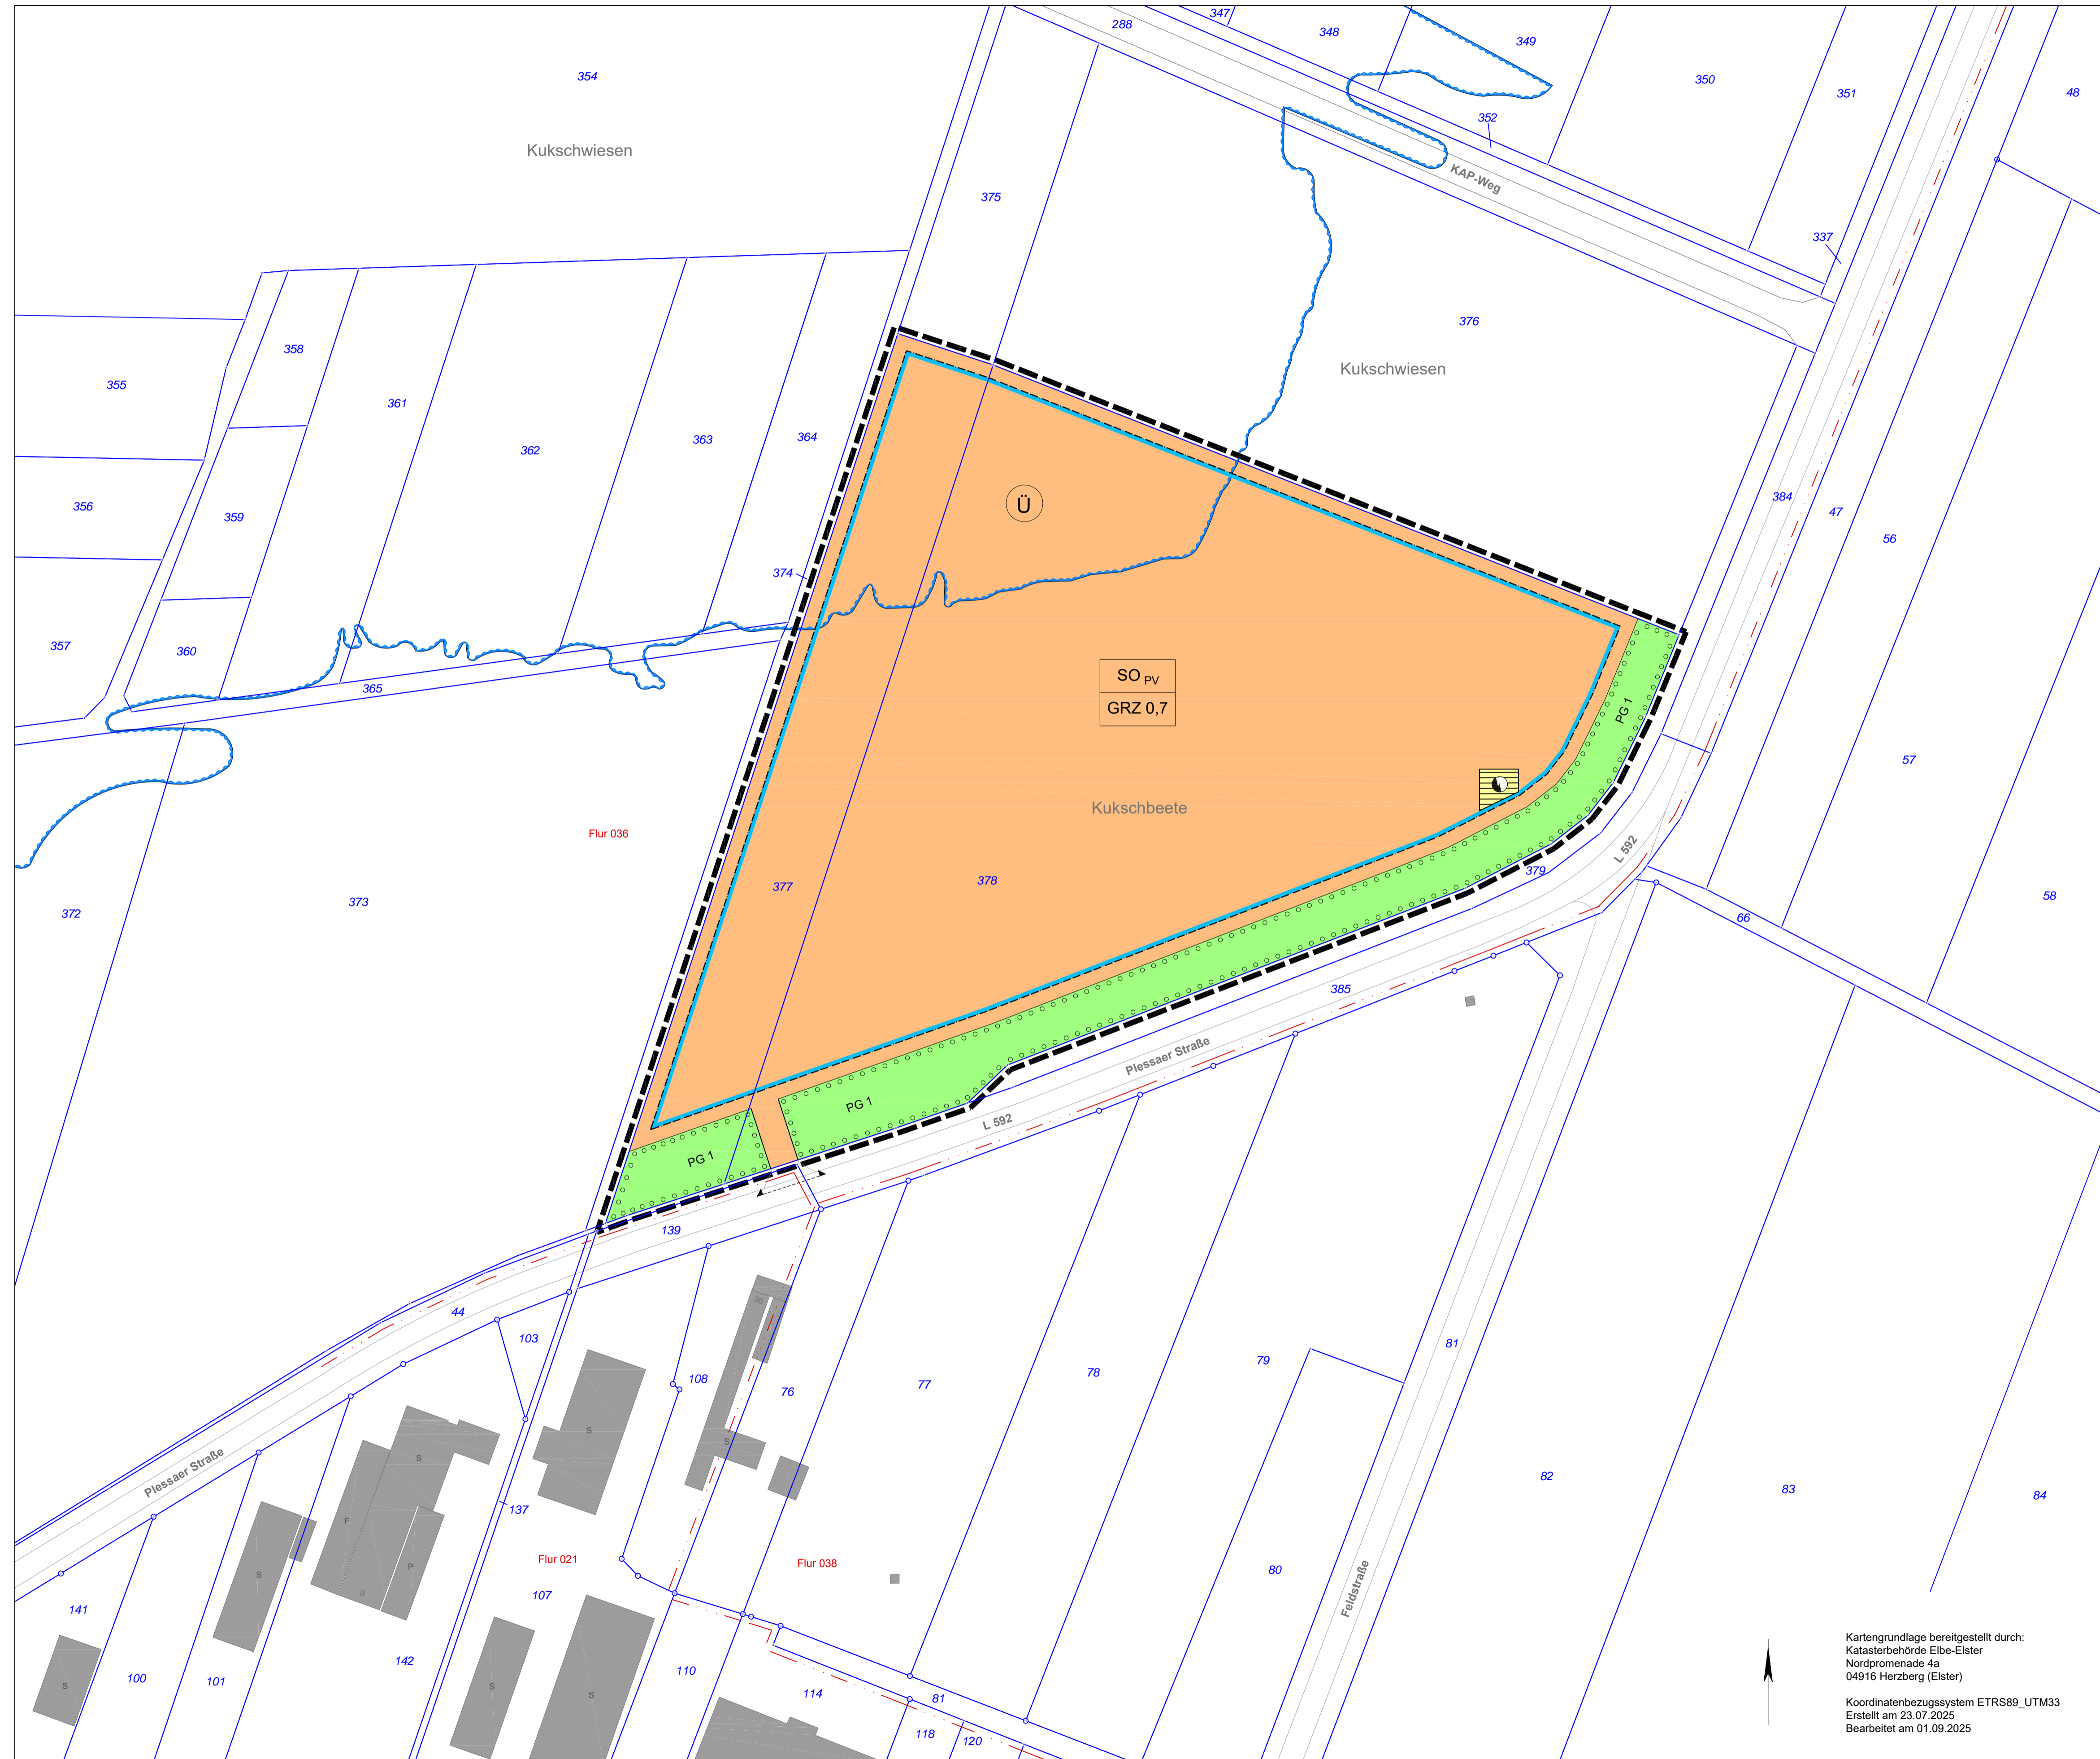 347
288
348
349
354
350
351
48
352
Kukschwiesen
KAP-Weg
375
337
376
358
Kukschwiesen
355
361
363
364
362
384
356
359
Ü
47
56
374
357
360
SO PV
365
GRZ 0,7
PG 1
57
Kukschbeete
Flur 036
L 592
379
377
378
58
373
372
66
385
Plessaer Straße
PG 1
L 592
PG 1
139
36
44
103
81
79
78
108
77
76
S
S
S
Plessaer Straße
82
83
84
137
F
Flur 021
Flur 038
P
S
80
Feldstraße
107
141
142
110
100
101
S
S
S
114
81
118
120
Kartengrundlage bereitgestellt durch:
Katasterbehörde Elbe-Elster
Nordpromenade 4a
04916 Herzberg (Elster)
Koordinatenbezugssystem ETRS89_UTM33
Erstellt am 23.07.2025
Bearbeitet am 01.09.2025